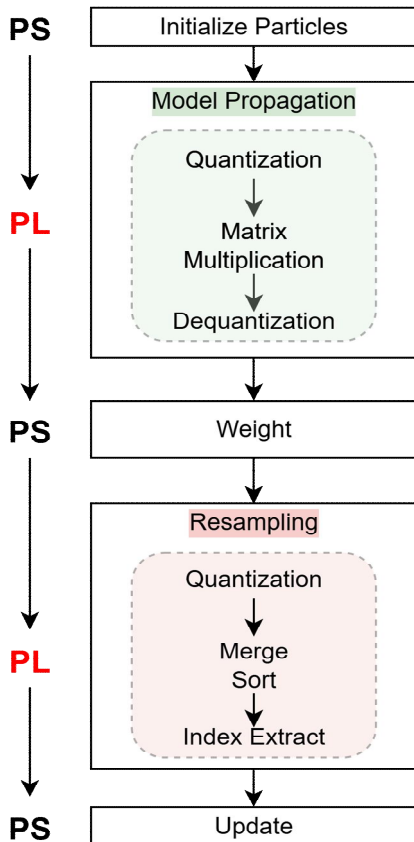 PS
Initialize Particles
Model Propagation
Quantization
PL
Matrix
Multiplication
Dequantization
PS
Weight
Resampling
Quantization
PL
Merge
Sort
Index Extract
PS
Update